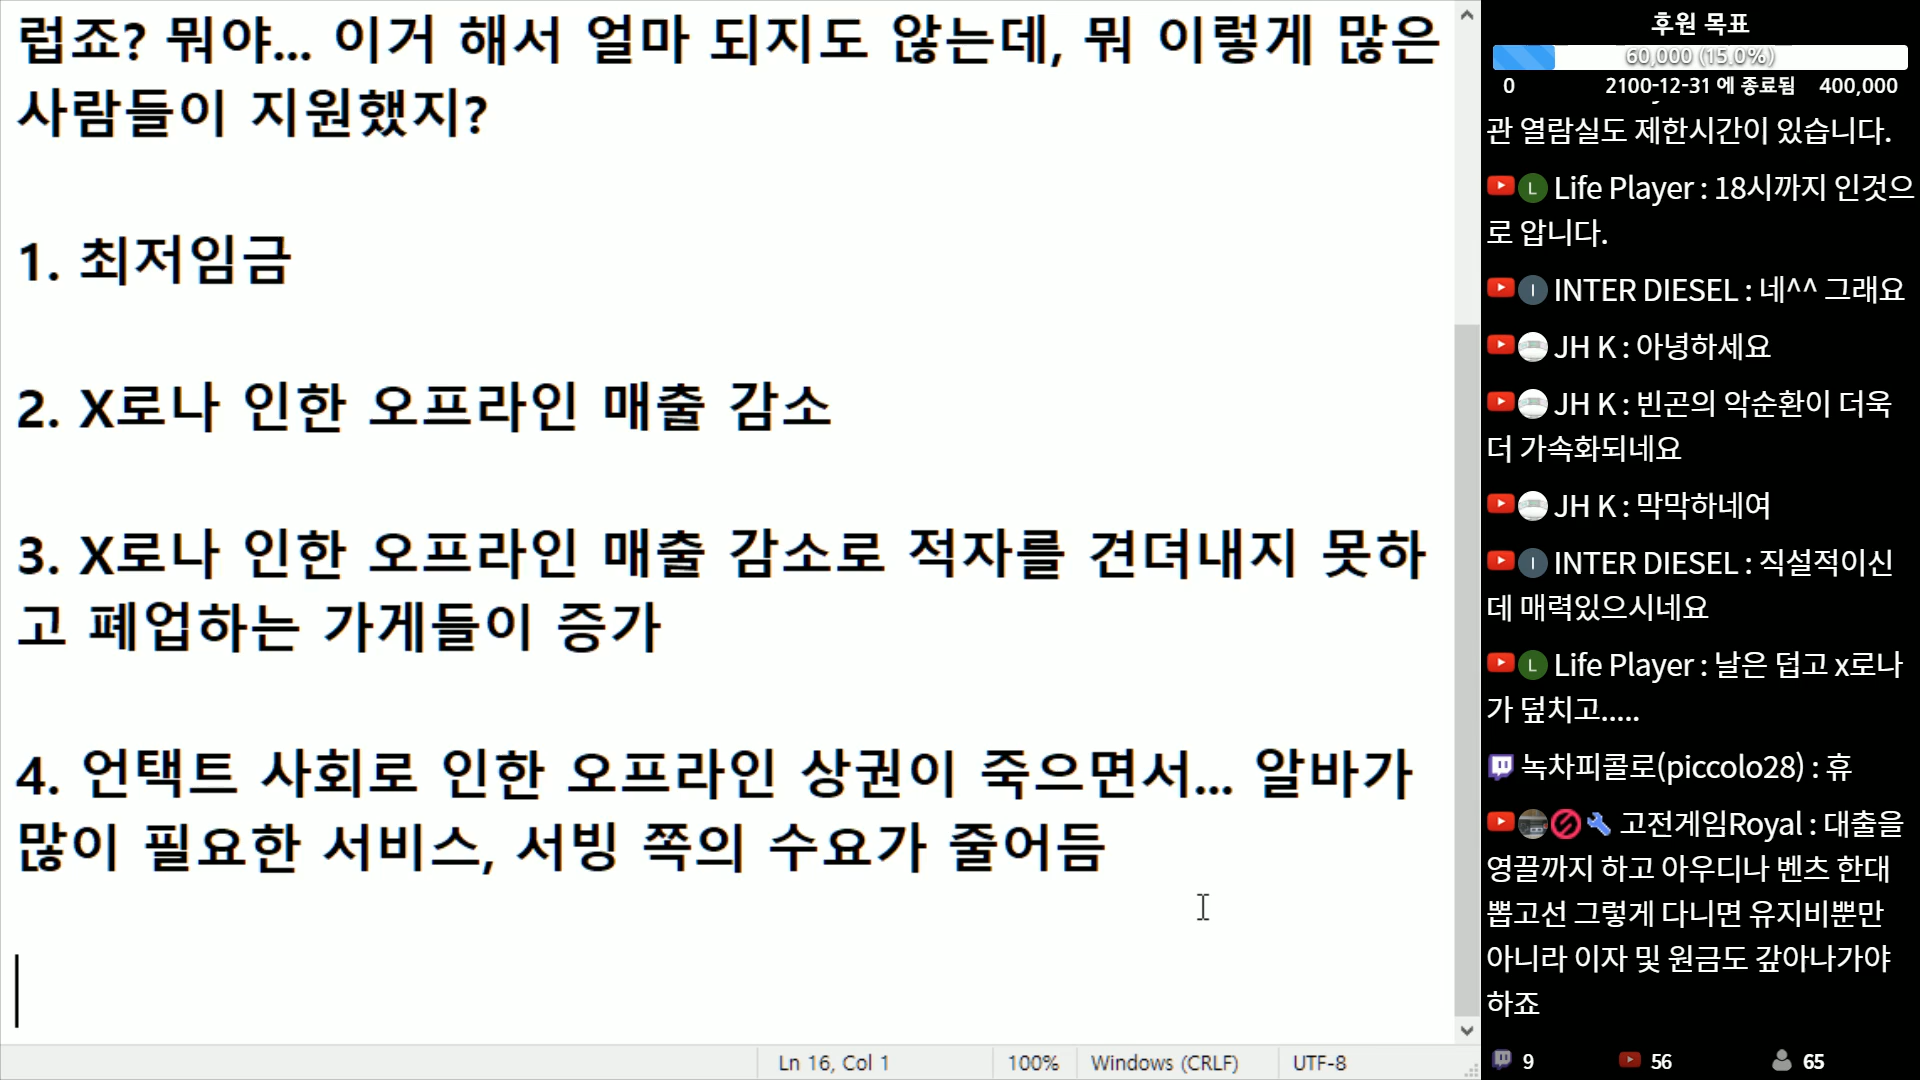 럽죠? 뭐야... 이거 해서 얼마 되지도 않는데, 뭐 이렇게 많은
사람들이 지원했지?
1. 최저임금
2. X로나 인한 오프라인 매출 감소
3. X로나 인한 오프라인 매출 감소로 적자를 견뎌내지 못하
고 폐업하는 가게들이 증가
4. 언택트 사회로 인한 오프라인 상권이 죽으면서... 알바가
많이 필요한 서비스, 서빙 쪽의 수요가 줄어듬
Ln 16, Col 1
100%
Windows (CRLF)
UTF-8
후원 목표
60,000 (15.0%)
0
2100-12-31 에 종료됨
400,000
관 열람실도 제한시간이 있습니다.
L Life Player : 18시까지 인것으
로 압니다.
I INTER DIESEL : 네^^ 그래요
JH K : 아녕하세요
JH K : 빈곤의 악순환이 더욱
더 가속화되네요
JH K : 막막하네여
I INTER DIESEL : 직설적이신
데 매력있으시네요
L Life Player : 날은 덥고 x로나
가 덮치고.....
녹차피콜로(piccolo28) : 휴
고전게임Royal : 대출을
영끌까지 하고 아우디나 벤츠 한대
뽑고선 그렇게 다니면 유지비뿐만
아니라 이자 및 원금도 갚아나가야
하죠
9
56
65